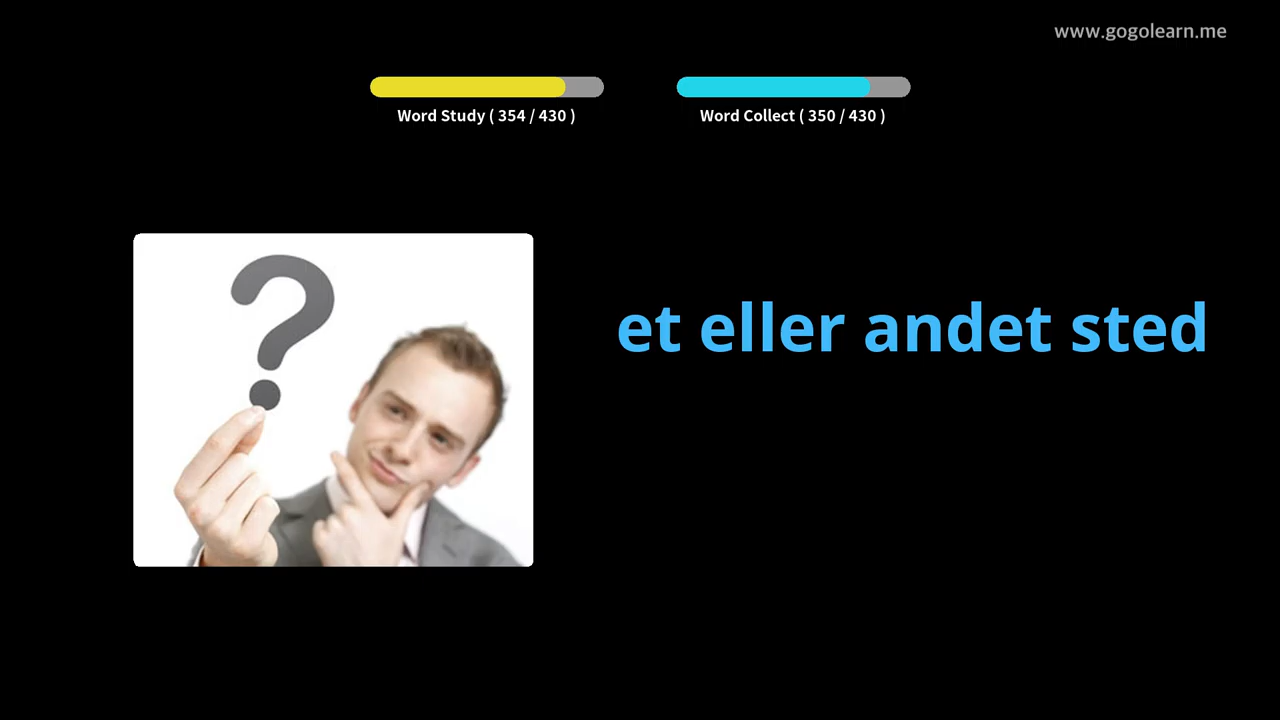 www.gogolearn.me
Word Study ( 354 / 430 )
Word Collect ( 350 / 430 )
?
et eller andet sted